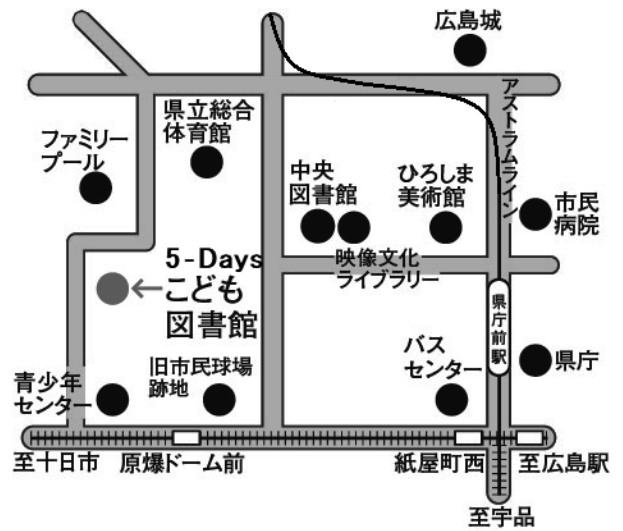 広島城
アストラムライン
県立総合
体育館
ファミリー
プール
中央
図書館
ひろしま
美術館
市民
病院
映像文化
ライブラリー
5-Days
←こども
図書館
県庁前駅
バス
センター
県庁
旧市民球場
跡地
青少年
センター
至十日市
原爆ドーム前
紙屋町西
至広島駅
至宇品